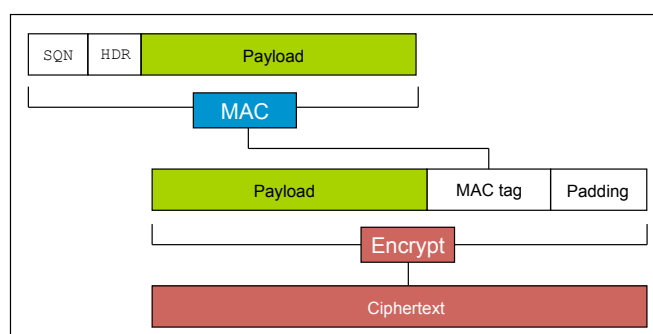 SQN HDR Payload
MAC
Payload MAC tag Padding
Encrypt
Ciphertext